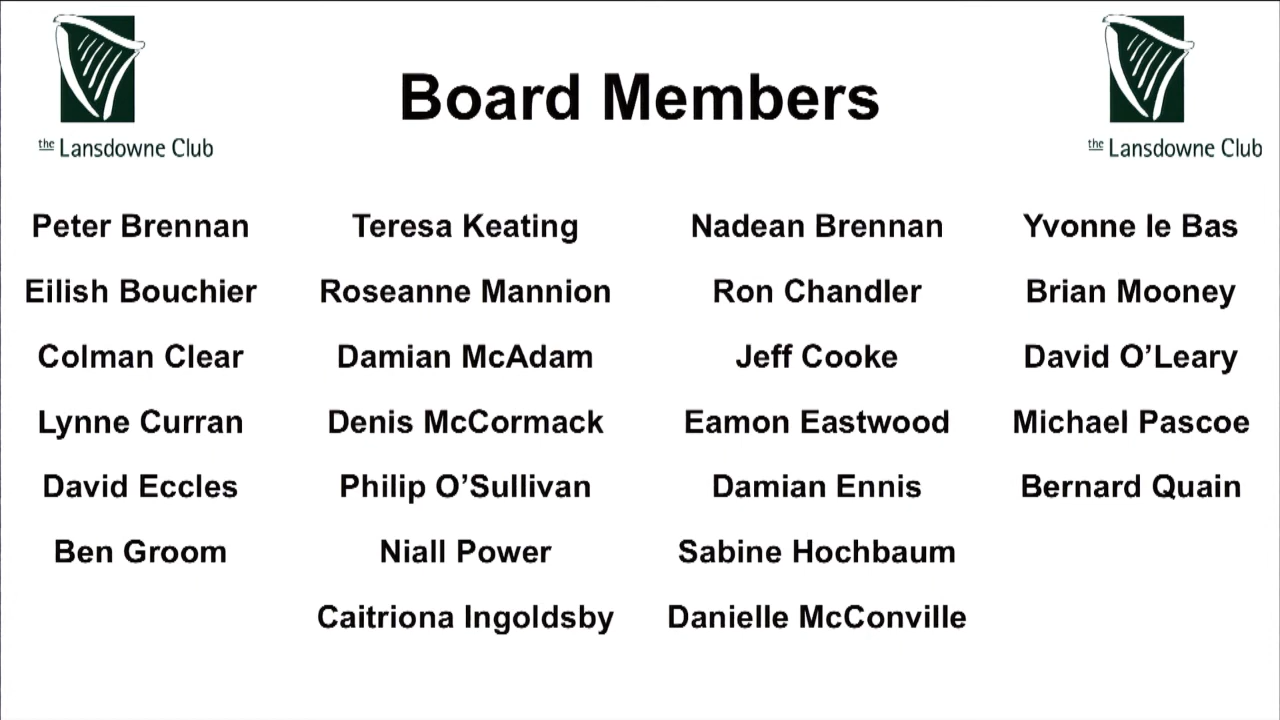 Board Members
the Lansdowne Club
the Lansdowne Club
Peter Brennan Teresa Keating Nadean Brennan Yvonne le Bas
Eilish Bouchier Roseanne Mannion Ron Chandler Brian Mooney
Colman Clear Damian McAdam Jeff Cooke David O’Leary
Lynne Curran Denis McCormack Eamon Eastwood Michael Pascoe
David Eccles Philip O’Sullivan Damian Ennis Bernard Quain
Ben Groom Niall Power Sabine Hochbaum
Caitriona Ingoldsby Danielle McConville